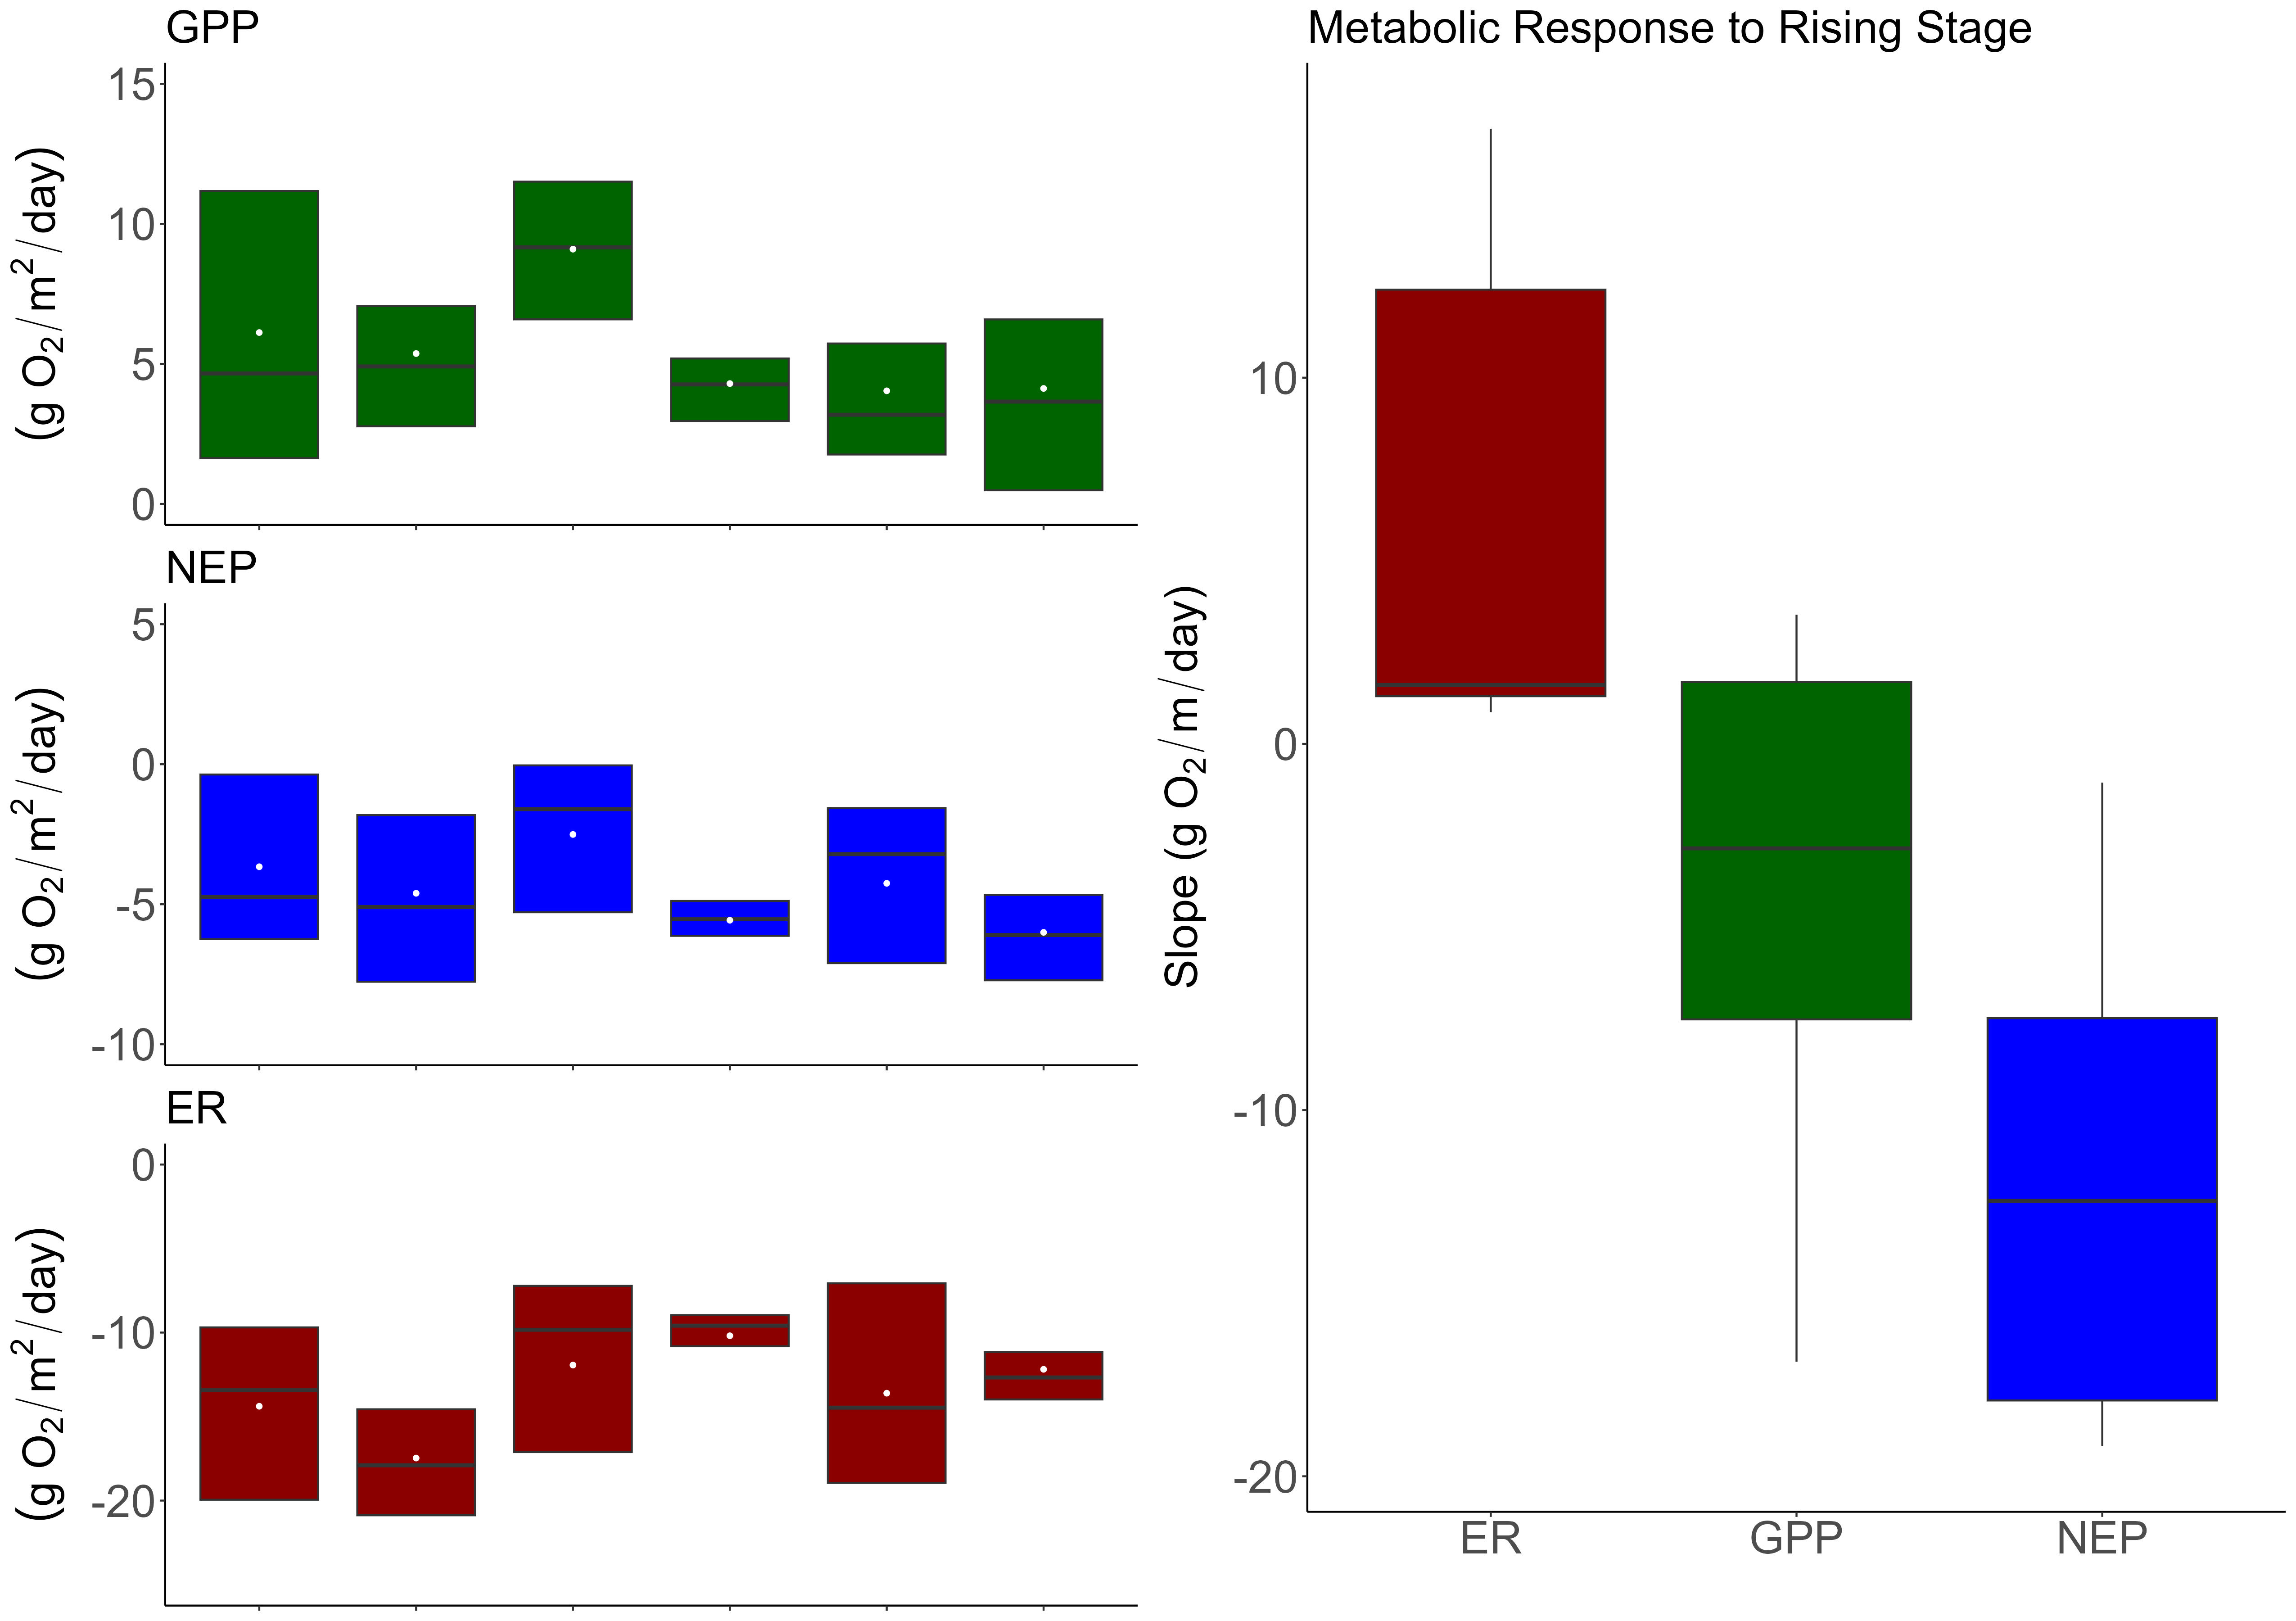 GPP
15
10
5
0
(g O₂/m²/day)
NEP
5
0
-5
-10
(g O₂/m²/day)
ER
0
-10
-20
(g O₂/m²/day)
Metabolic Response to Rising Stage
10
0
-10
-20
Slope (g O₂/m/day)
ER GPP NEP